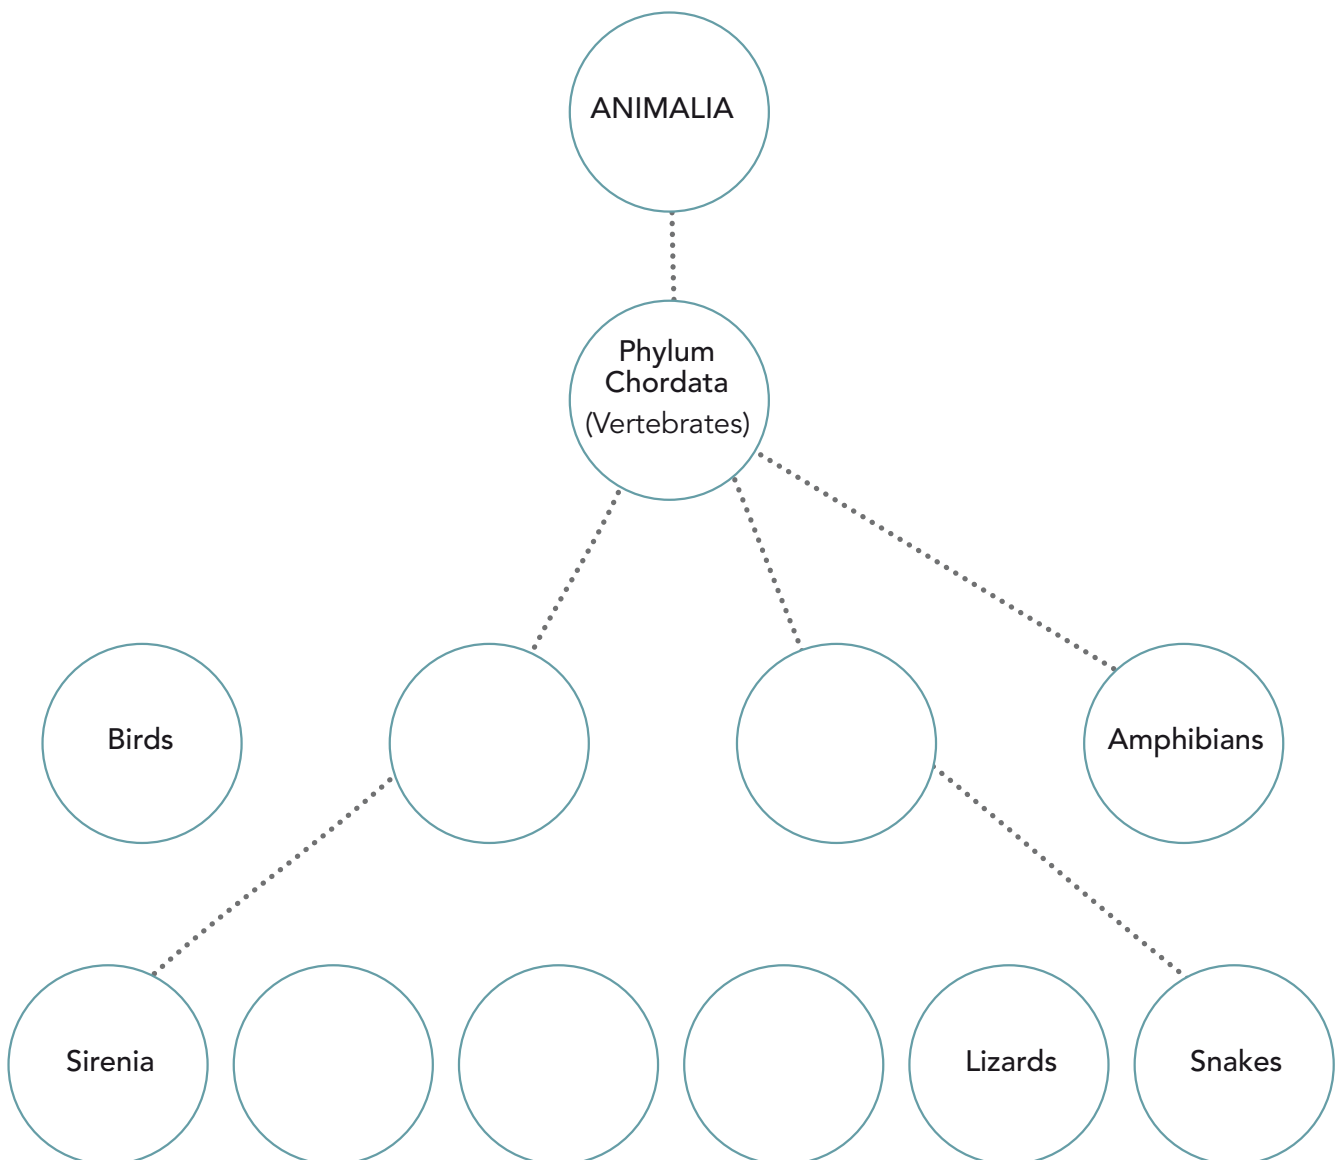 ANIMALIA
Phylum
Chordata
(Vertebrates)
Birds
Amphibians
Sirenia
Lizards
Snakes